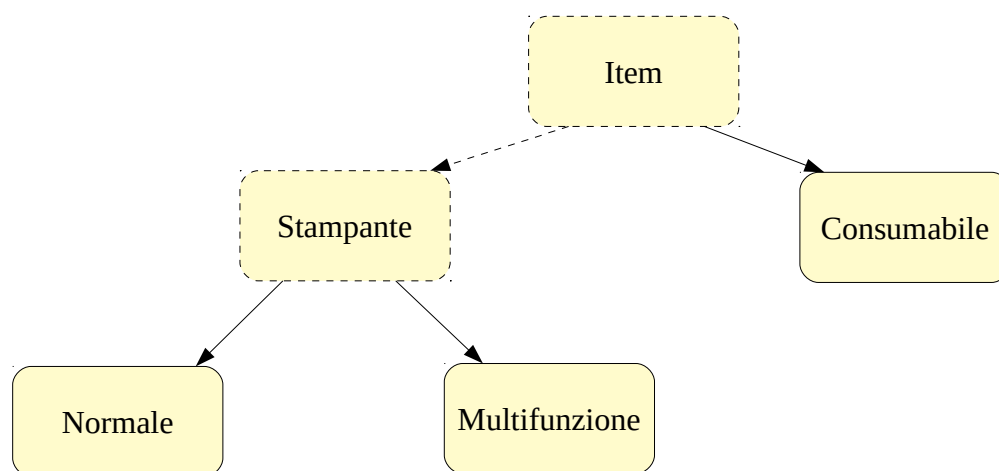 Item
Stampante
Consumabile
Normale
Multifunzione